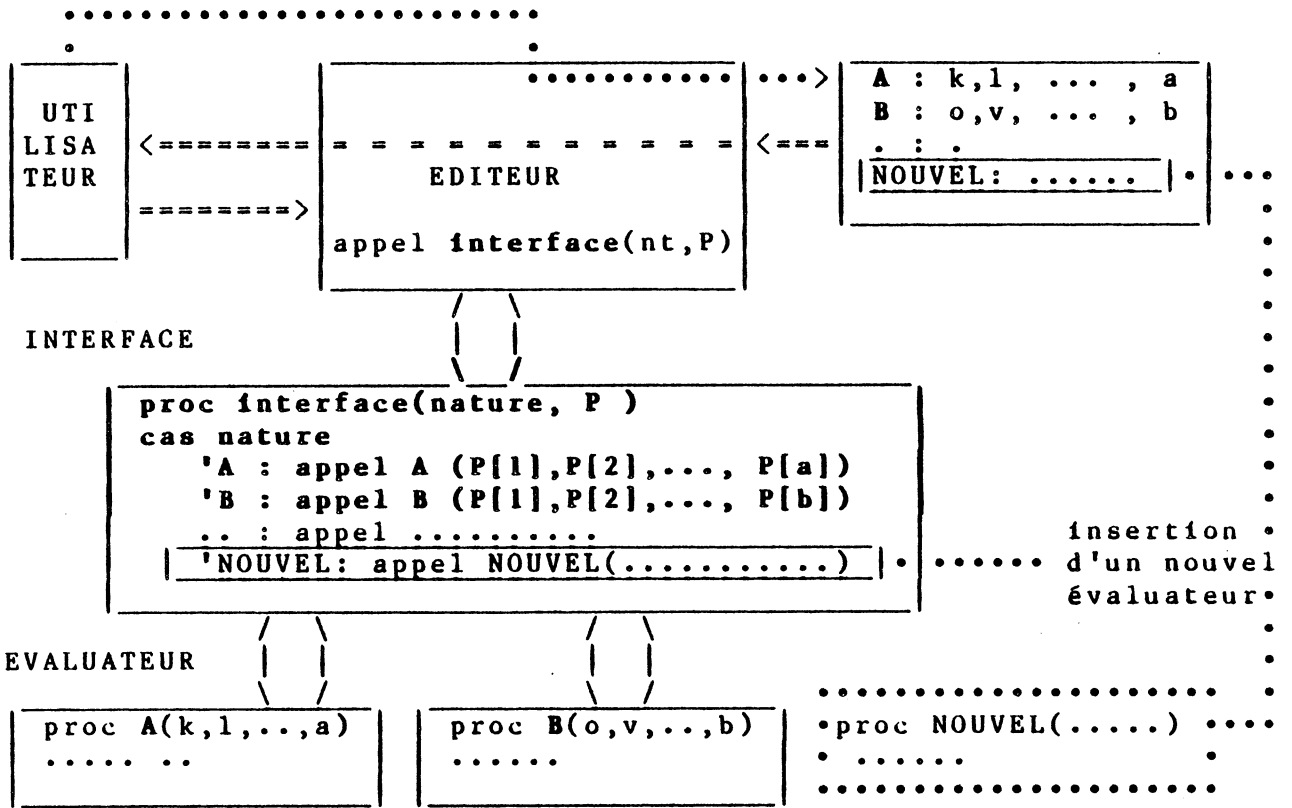 A : k,l, ... , a
UTI
B : o,v, ... , b
LISA
. : .
TEUR
EDITEUR
NOUVEL: ......
appel interface(nt,P)
INTERFACE
proc interface(nature, P )
cas nature
'A : appel A (P[1],P[2],..., P[a])
'B : appel B (P[1],P[2],..., P[b])
.. : appel ..........
'NOUVEL: appel NOUVEL(...........)
insertion
d'un nouvel
évaluateur
EVALUATEUR
proc A(k,l,..,a)
..... ..
proc B(o,v,..,b)
......
proc NOUVEL(.....)
......